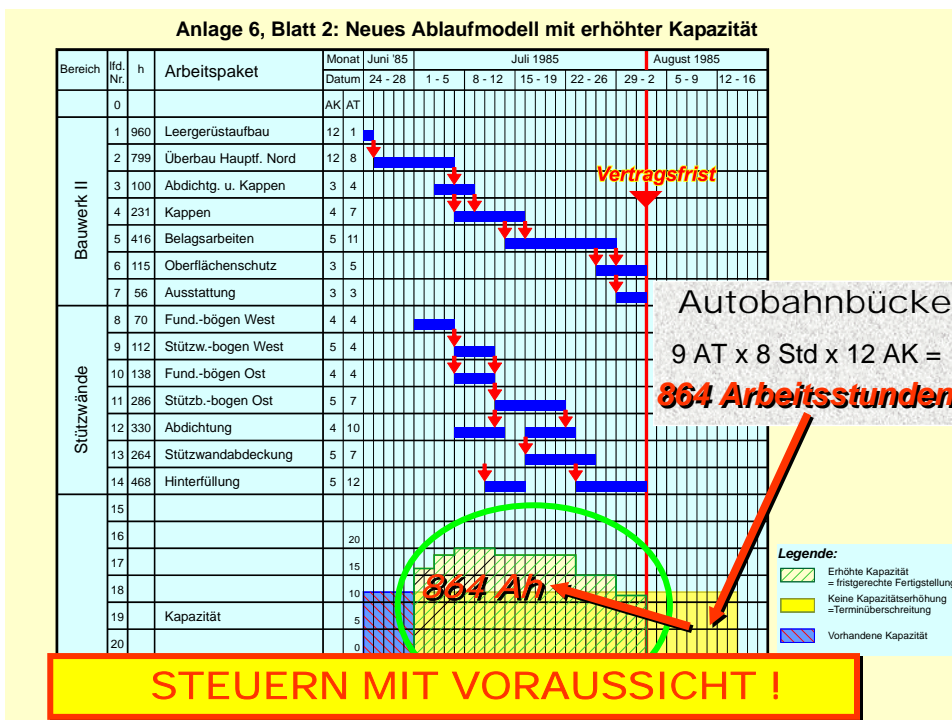 Anlage 6, Blatt 2: Neues Ablaufmodell mit erhöhter Kapazität
Bereich lfd. Nr. h Arbeitspaket Monat Juni '85 Juli 1985 August 1985
Datum 24 - 28 1 - 5 8 - 12 15 - 19 22 - 26 29 - 2 5 - 9 12 - 16
0 AK AT
Bauwerk II
1 960 Leergerüstaufbau 12 1
2 799 Überbau Hauptf. Nord 12 8
3 100 Abdichtg. u. Kappen 3 4
Vertragsfrist
4 231 Kappen 4 7
5 416 Belagsarbeiten 5 11
6 115 Oberflächenschutz 3 5
7 56 Ausstattung 3 3
Stützwände
8 70 Fund.-bögen West 4 4
9 112 Stützw.-bogen West 5 4
10 138 Fund.-bögen Ost 4 4
11 286 Stützb.-bogen Ost 5 7
12 330 Abdichtung 4 10
13 264 Stützwandabdeckung 5 7
14 468 Hinterfüllung 5 12
15
16 20
17 15
18 10
19 Kapazität 5
20 0
Autobahnbücke
9 AT x 8 Std x 12 AK =
864 Arbeitsstunden
864 Ah
Legende:
Erhöhte Kapazität
= fristgerechte Fertigstellung
Keine Kapazitätserhöhung
=Terminüberschreitung
Vorhandene Kapazität
STEUERN MIT VORAUSSICHT !